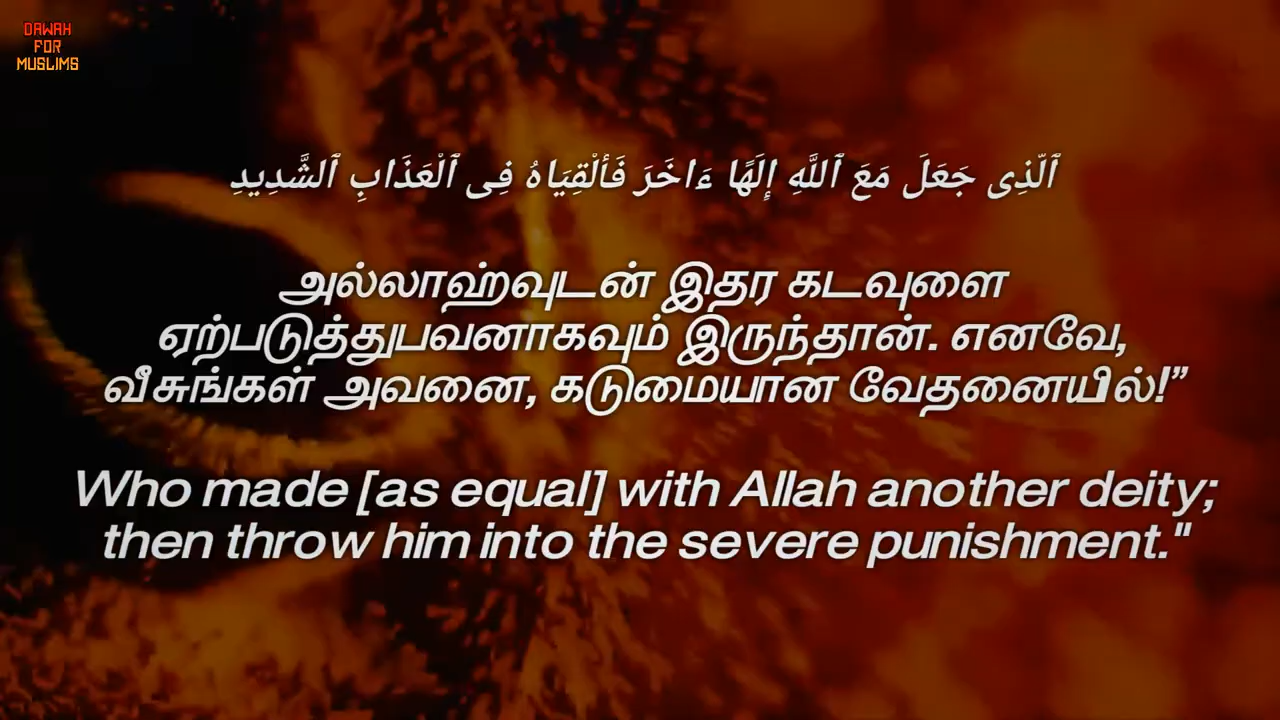 DAWAH
FOR
MUSLIMS
ٱلَّذِى جَعَلَ مَعَ ٱللَّهِ إِلَٰهًا ءَاخَرَ فَأَلْقِيَاهُ فِى ٱلْعَذَابِ ٱلشَّدِيدِ
அல்லாஹ்வுடன் இதர கடவுளை
ஏற்படுத்துபவனாகவும் இருந்தான். எனவே,
வீசுங்கள் அவனை, கடுமையான வேதனையில்!”
Who made [as equal] with Allah another deity;
then throw him into the severe punishment."